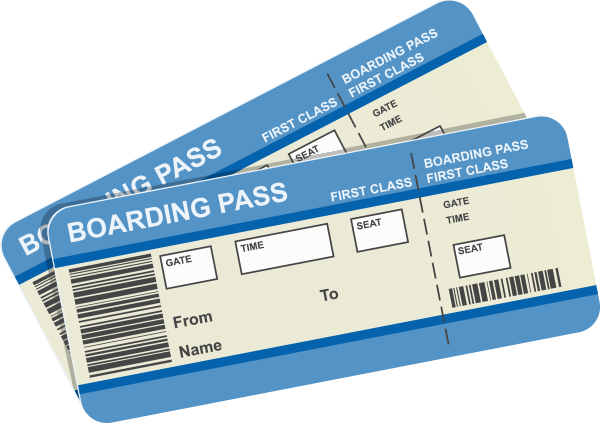 BOARDING PASS
FIRST CLASS
BOARDING PASS
FIRST CLASS
GATE
TIME
SEAT
BOARDING PASS
FIRST CLASS
BOARDING PASS
FIRST CLASS
GATE
TIME
SEAT
GATE
TIME
SEAT
From
To
Name